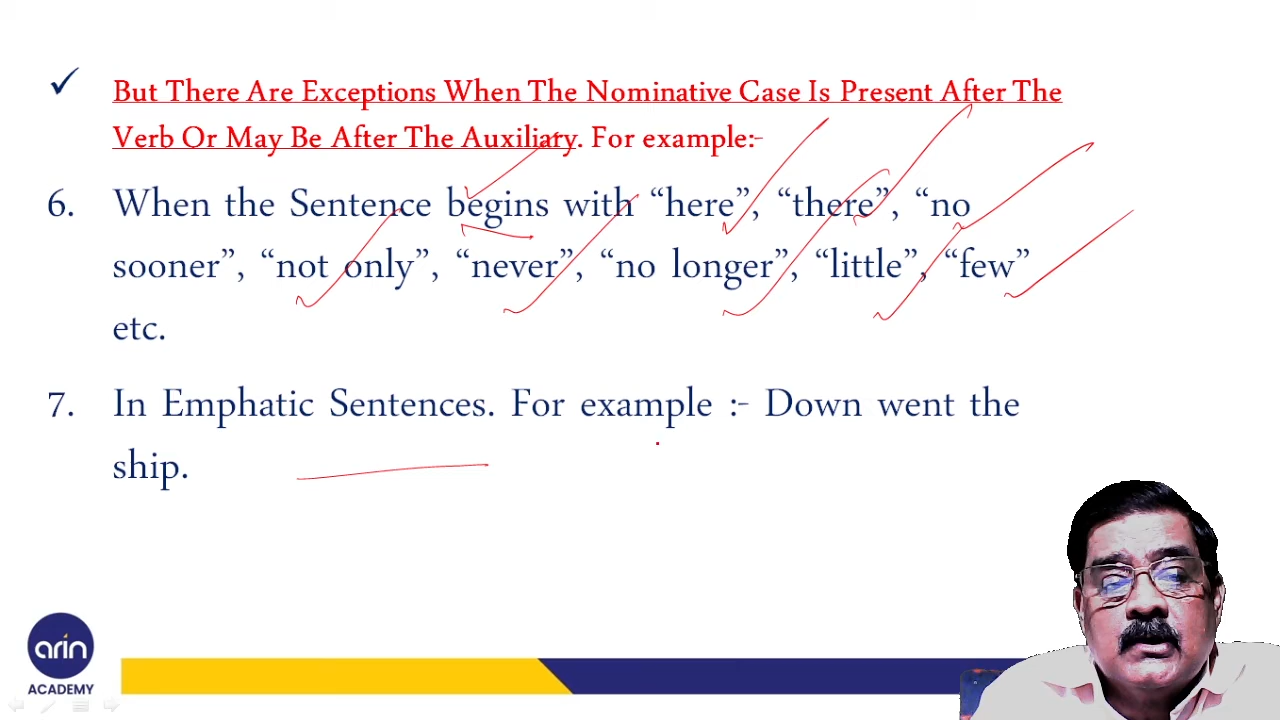 ✓ But There Are Exceptions When The Nominative Case Is Present After The
Verb Or May Be After The Auxiliary. For example:-
6. When the Sentence begins with “here”, “there”, “no
sooner”, “not only”, “never”, “no longer”, “little”, “few”
etc.
7. In Emphatic Sentences. For example :- Down went the
ship.
arin
ACADEMY